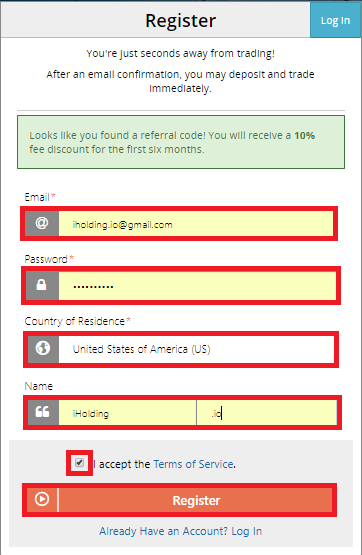 Register
Log In
You're just seconds away from trading!
After an email confirmation, you may deposit and trade
immediately.
Looks like you found a referral code! You will receive a 10%
fee discount for the first six months.
Email*
@ iholding.io@gmail.com
Password*
••••••••••
Country of Residence*
United States of America (US)
Name
iHolding .io
I accept the Terms of Service.
Register
Already Have an Account? Log In